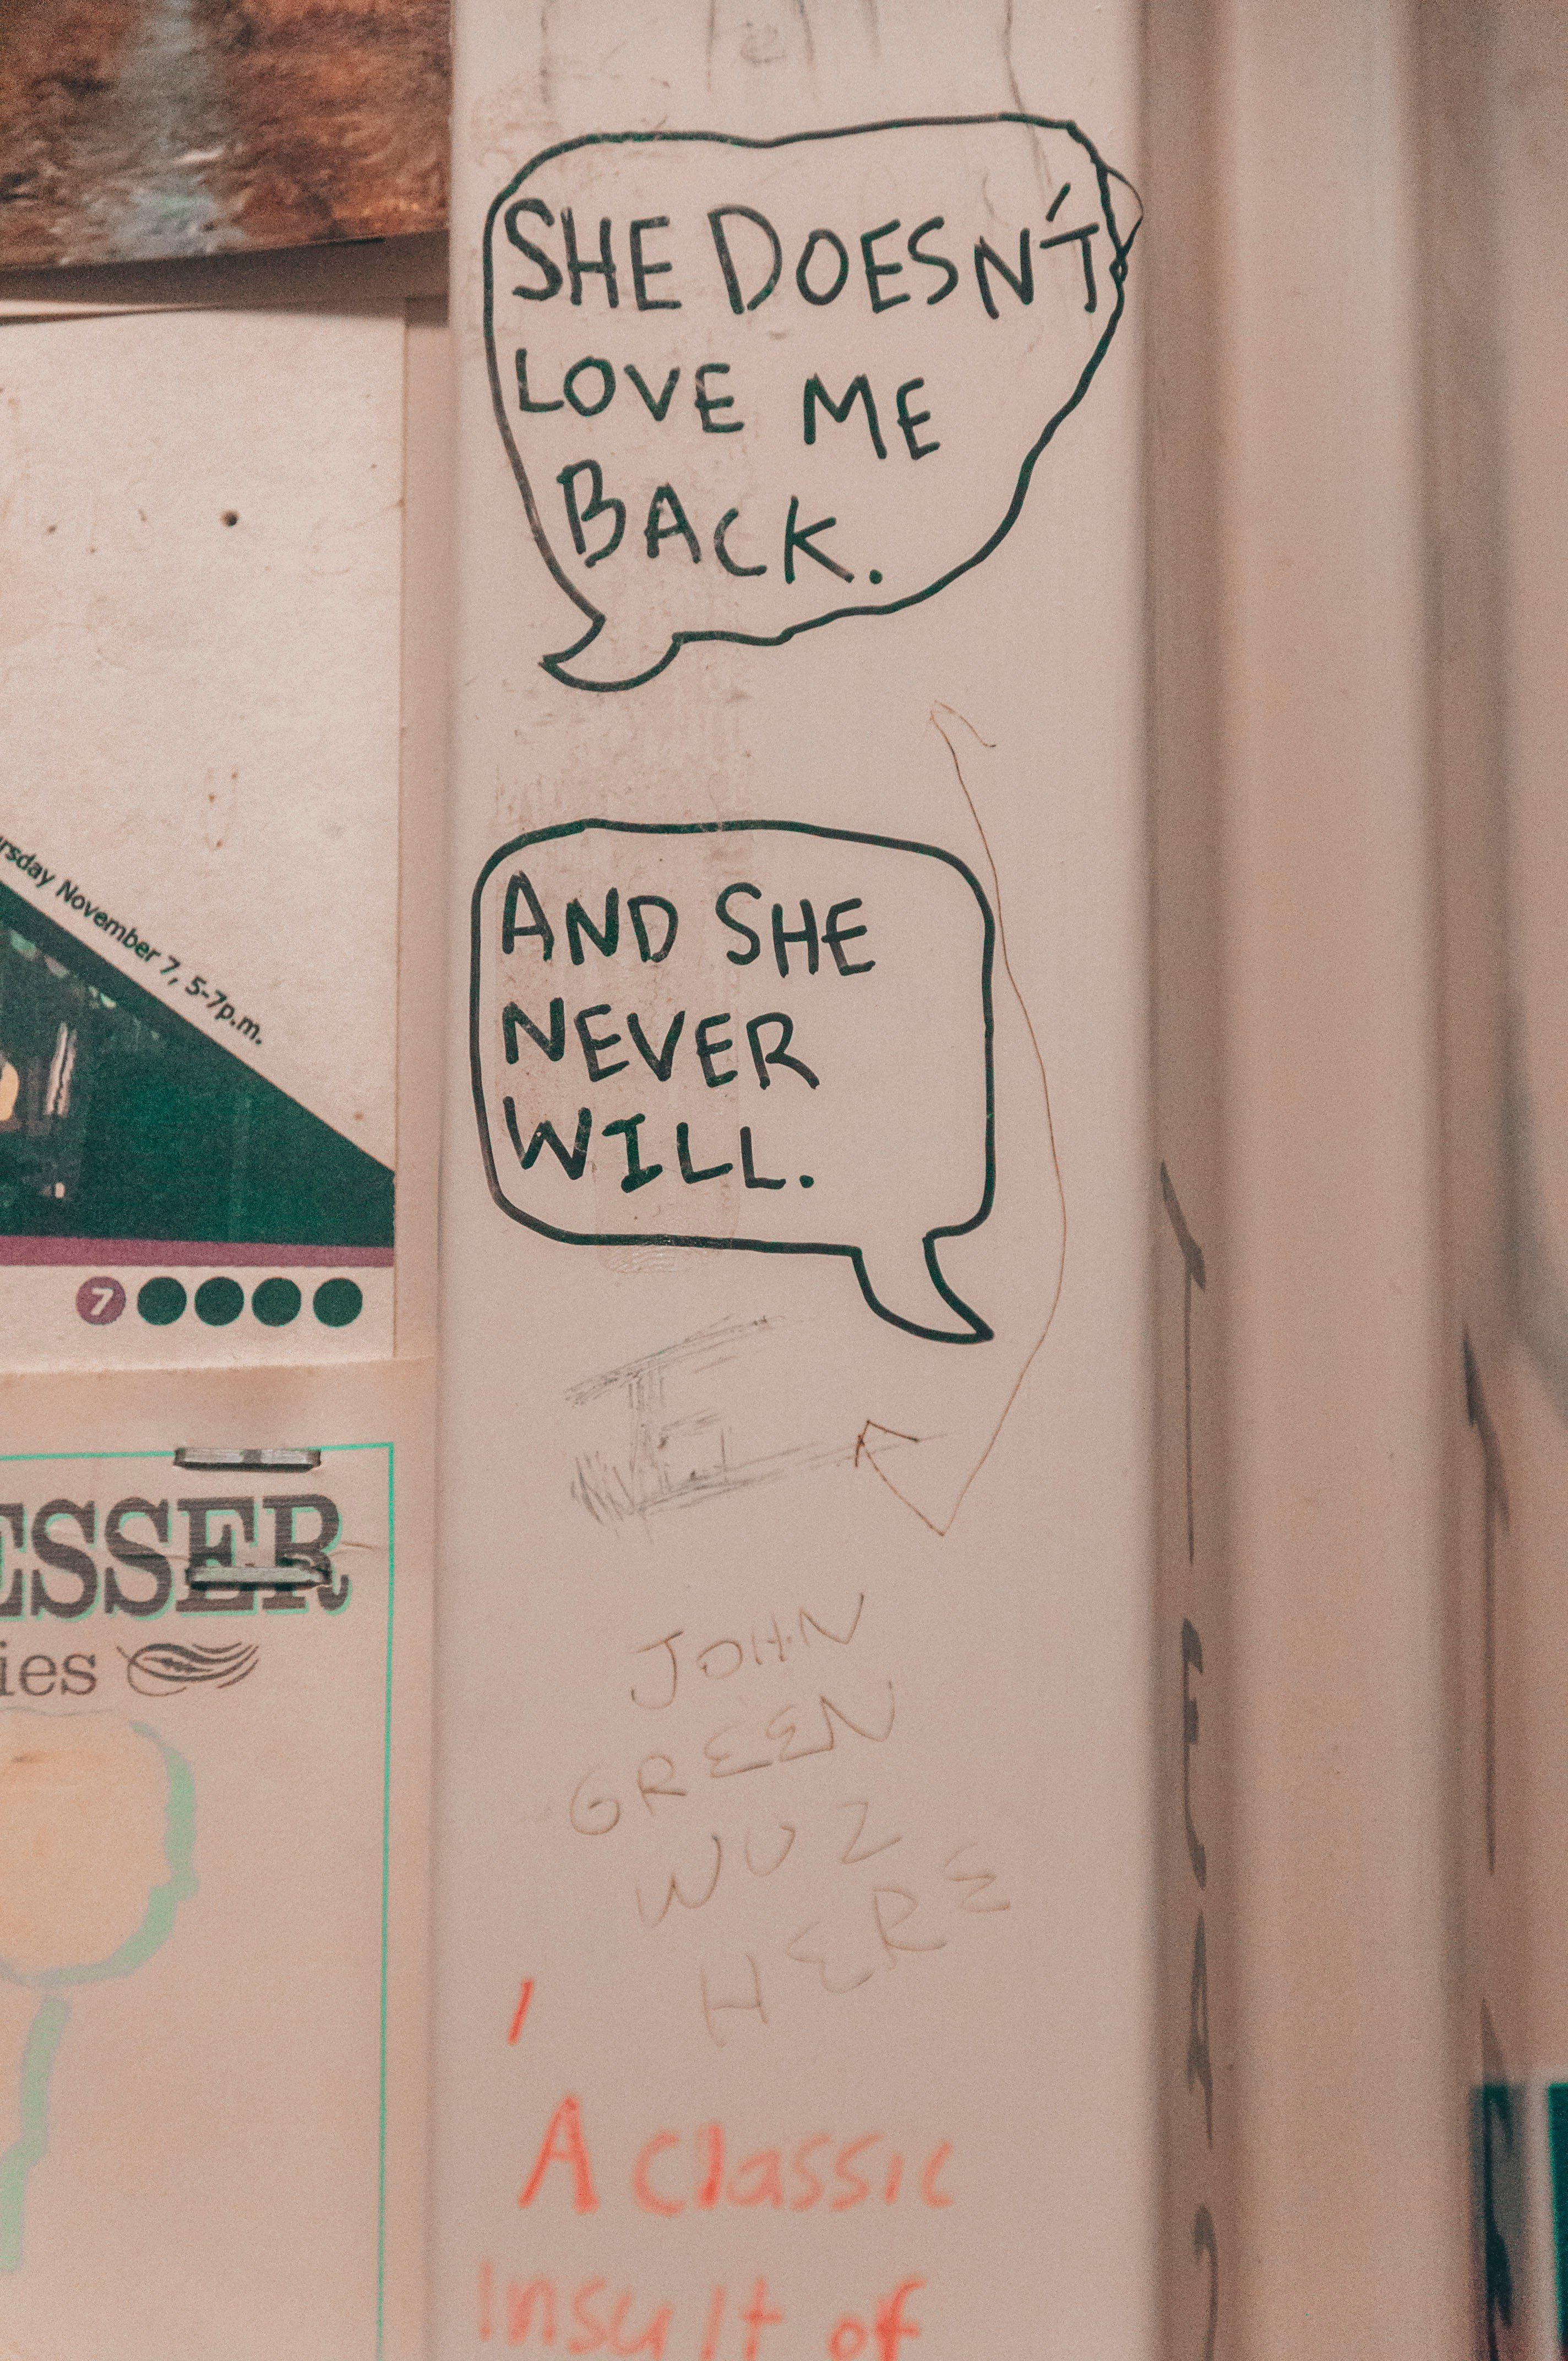 SHE DOESN'T
LOVE ME
BACK.
AND SHE
NEVER
WILL.
JOHN
GREEN
WUZ
HERE
A classic
insult of
ursday November 7, 5-7p.m.
7
ESSER
ies